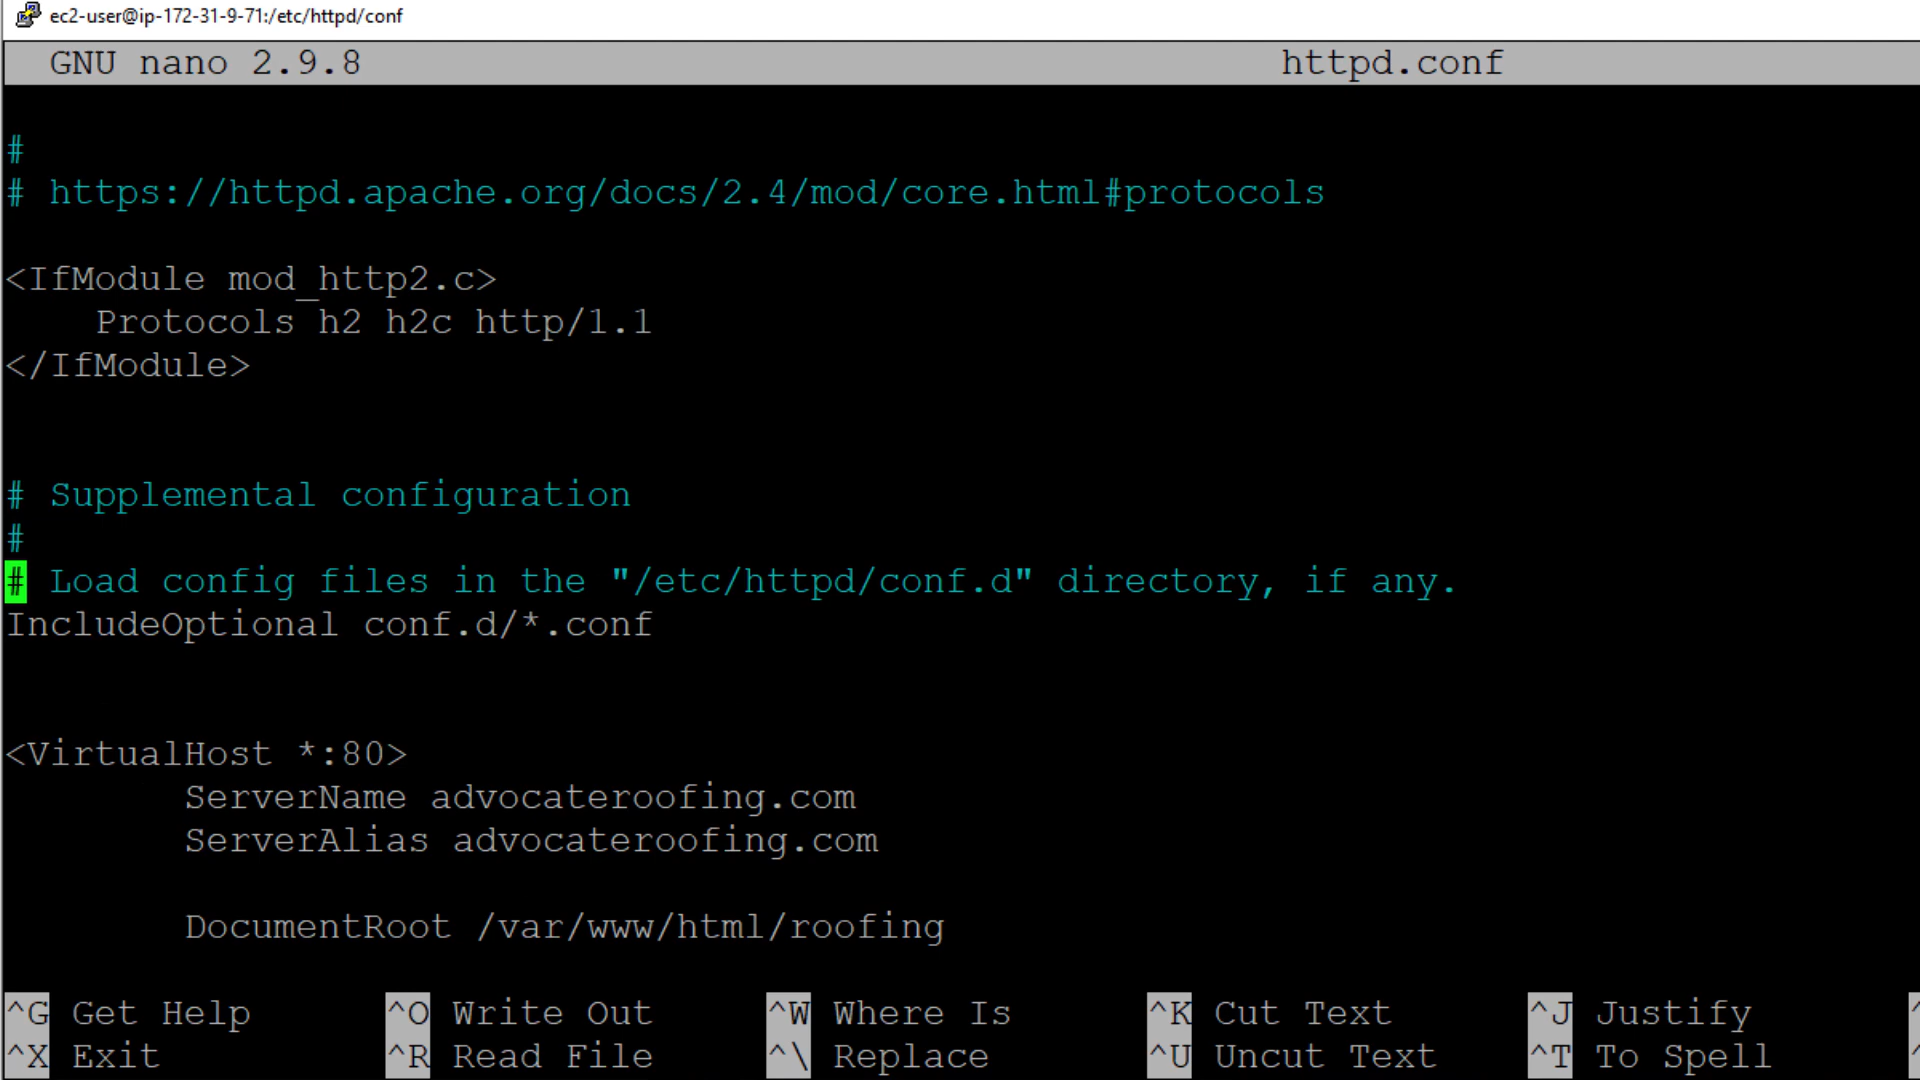 ec2-user@ip-172-31-9-71:/etc/httpd/conf
GNU nano 2.9.8 httpd.conf
#
# https://httpd.apache.org/docs/2.4/mod/core.html#protocols
<IfModule mod_http2.c>
Protocols h2 h2c http/1.1
</IfModule>
# Supplemental configuration
#
# Load config files in the "/etc/httpd/conf.d" directory, if any.
IncludeOptional conf.d/*.conf
<VirtualHost *:80>
ServerName advocateroofing.com
ServerAlias advocateroofing.com
DocumentRoot /var/www/html/roofing
^G Get Help ^O Write Out ^W Where Is ^K Cut Text ^J Justify
^X Exit ^R Read File ^\ Replace ^U Uncut Text ^T To Spell